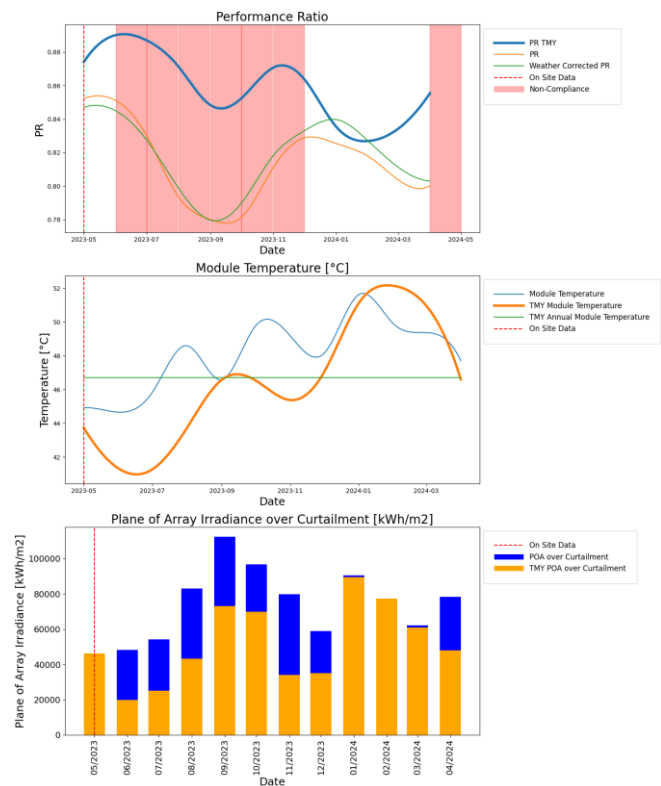 Performance Ratio
0.88
0.86
0.84
0.82
0.80
0.78
PR
2023-05 2023-07 2023-09 2023-11 2024-01 2024-03 2024-05
Date
PR TMY
PR
Weather Corrected PR
On Site Data
Non-Compliance
Module Temperature [°C]
52
50
48
46
44
42
Temperature [°C]
2023-05 2023-07 2023-09 2023-11 2024-01 2024-03
Date
Module Temperature
TMY Module Temperature
TMY Annual Module Temperature
On Site Data
Plane of Array Irradiance over Curtailment [kWh/m2]
100000
80000
60000
40000
20000
0
Plane of Array Irradiance [kWh/m2]
05/2023 06/2023 07/2023 08/2023 09/2023 10/2023 11/2023 12/2023 01/2024 02/2024 03/2024 04/2024
Date
On Site Data
POA over Curtailment
TMY POA over Curtailment